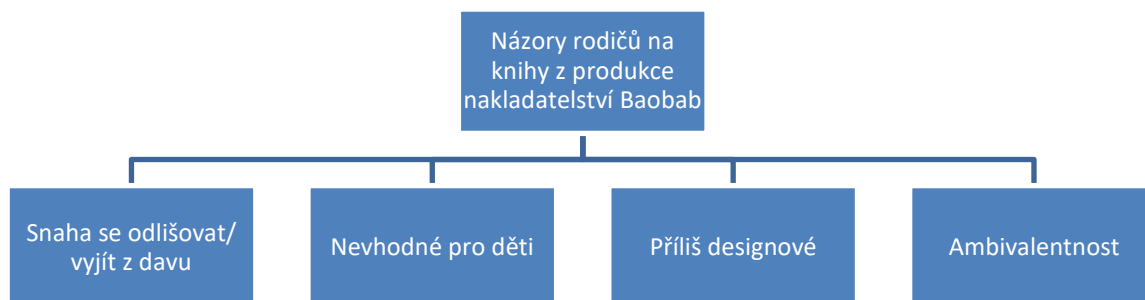 Názory rodičů na
knihy z produkce
nakladatelství Baobab
Snaha se odlišovat/
vyjít z davu
Nevhodné pro děti
Příliš designové
Ambivalentnost